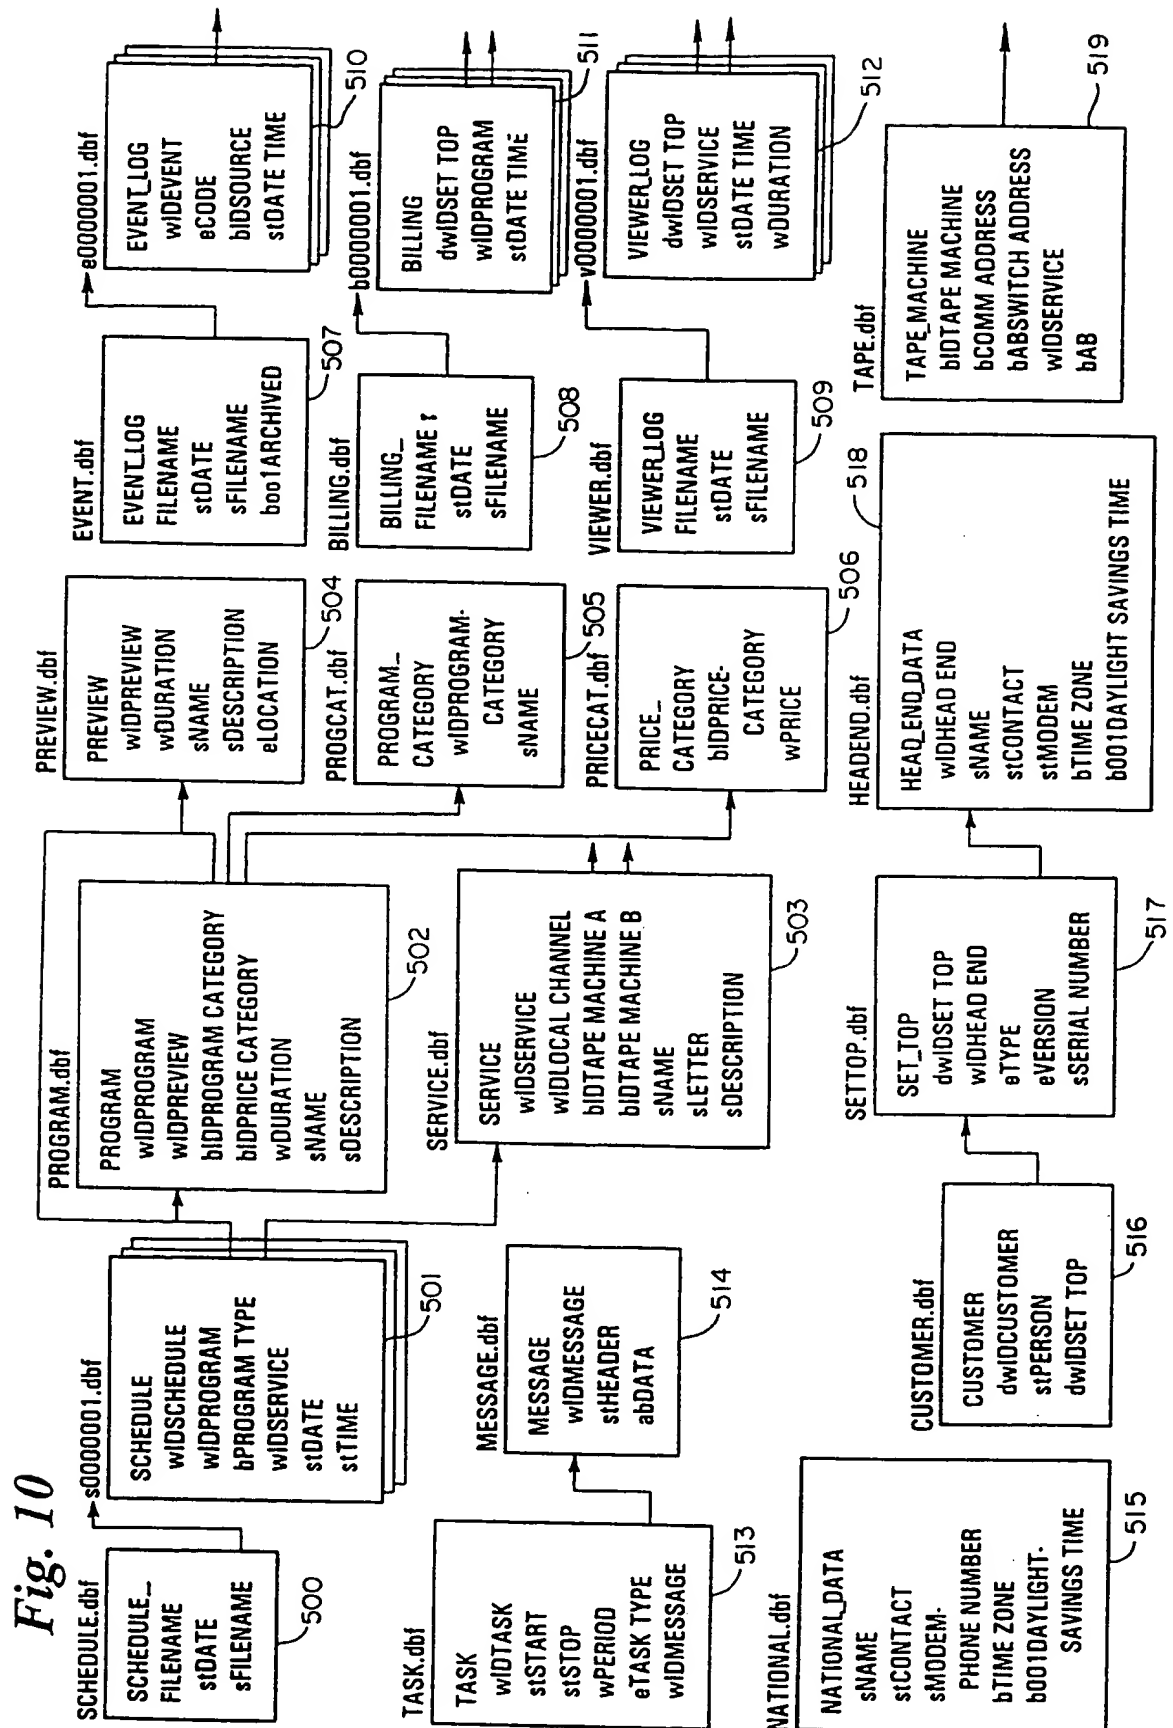 Fig. 10
SCHEDULE.dbf
SCHEDULE_
FILENAME
stDATE
sFILENAME
500
s0000001.dbf
SCHEDULE
wIDSCHEDULE
wIDPROGRAM
bPROGRAM TYPE
wIDSERVICE
stDATE
stTIME
501
PROGRAM.dbf
PROGRAM
wIDPROGRAM
wIDPREVIEW
bIDPROGRAM CATEGORY
bIDPRICE CATEGORY
wDURATION
sNAME
sDESCRIPTION
502
PREVIEW.dbf
PREVIEW
wIDPREVIEW
wDURATION
sNAME
sDESCRIPTION
eLOCATION
504
EVENT.dbf
EVENT_LOG
FILENAME
stDATE
sFILENAME
boo1ARCHIVED
507
e0000001.dbf
EVENT_LOG
wIDEVENT
eCODE
bIDSOURCE
stDATE TIME
510
PROGCAT.dbf
PROGRAM_
CATEGORY
wIDPROGRAM-
CATEGORY
sNAME
505
BILLING.dbf
BILLING_
FILENAME
stDATE
sFILENAME
508
b0000001.dbf
BILLING
dwIDSET TOP
wIDPROGRAM
stDATE TIME
511
TASK.dbf
TASK
wIDTASK
stSTART
stSTOP
wPERIOD
eTASK TYPE
wIDMESSAGE
513
MESSAGE.dbf
MESSAGE
wIDMESSAGE
stHEADER
abDATA
514
SERVICE.dbf
SERVICE
wIDSERVICE
wIDLOCAL CHANNEL
bIDTAPE MACHINE A
bIDTAPE MACHINE B
sNAME
sLETTER
sDESCRIPTION
503
PRICECAT.dbf
PRICE_
CATEGORY
bIDPRICE-
CATEGORY
wPRICE
506
VIEWER.dbf
VIEWER_LOG
FILENAME
stDATE
sFILENAME
509
v0000001.dbf
VIEWER_LOG
dwIDSET TOP
wIDSERVICE
stDATE TIME
wDURATION
512
NATIONAL.dbf
NATIONAL_DATA
sNAME
stCONTACT
sMODEM-
PHONE NUMBER
bTIME ZONE
b001DAYLIGHT-
SAVINGS TIME
515
CUSTOMER.dbf
CUSTOMER
dwIDCUSTOMER
stPERSON
dwIDSET TOP
516
SETTOP.dbf
SET_TOP
dwIDSET TOP
wIDHEAD END
eTYPE
eVERSION
sSERIAL NUMBER
517
HEADEND.dbf
HEAD_END_DATA
wIDHEAD END
sNAME
stCONTACT
stMODEM
bTIME ZONE
b001DAYLIGHT SAVINGS TIME
518
TAPE.dbf
TAPE_MACHINE
bIDTAPE MACHINE
bCOMM ADDRESS
bABSWITCH ADDRESS
wIDSERVICE
bAB
519